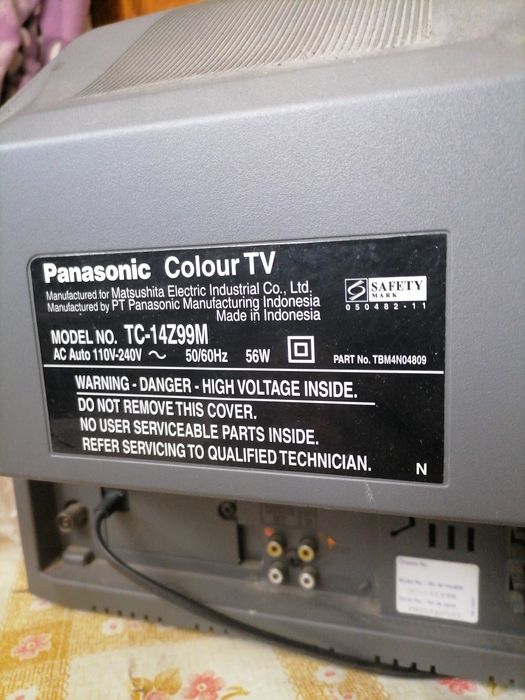 Panasonic Colour TV
Manufactured for Matsushita Electric Industrial Co., Ltd.
Manufactured by PT Panasonic Manufacturing Indonesia
Made in Indonesia
SAFETY
MARK
050482-11
MODEL NO. TC-14Z99M
AC Auto 110V-240V ~ 50/60Hz 56W
PART No. TBM4N04809
WARNING - DANGER - HIGH VOLTAGE INSIDE.
DO NOT REMOVE THIS COVER.
NO USER SERVICEABLE PARTS INSIDE.
REFER SERVICING TO QUALIFIED TECHNICIAN.
N
TC-14Z99M